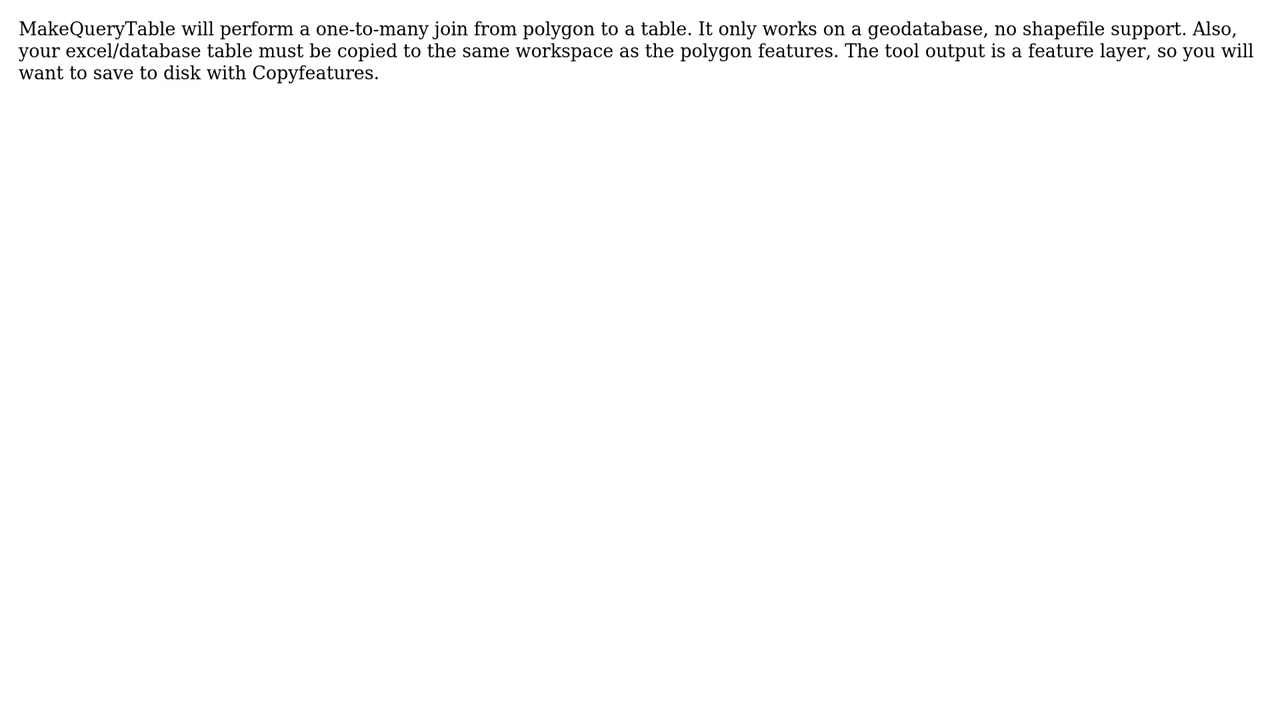 MakeQueryTable will perform a one-to-many join from polygon to a table. It only works on a geodatabase, no shapefile support. Also,
your excel/database table must be copied to the same workspace as the polygon features. The tool output is a feature layer, so you will
want to save to disk with Copyfeatures.